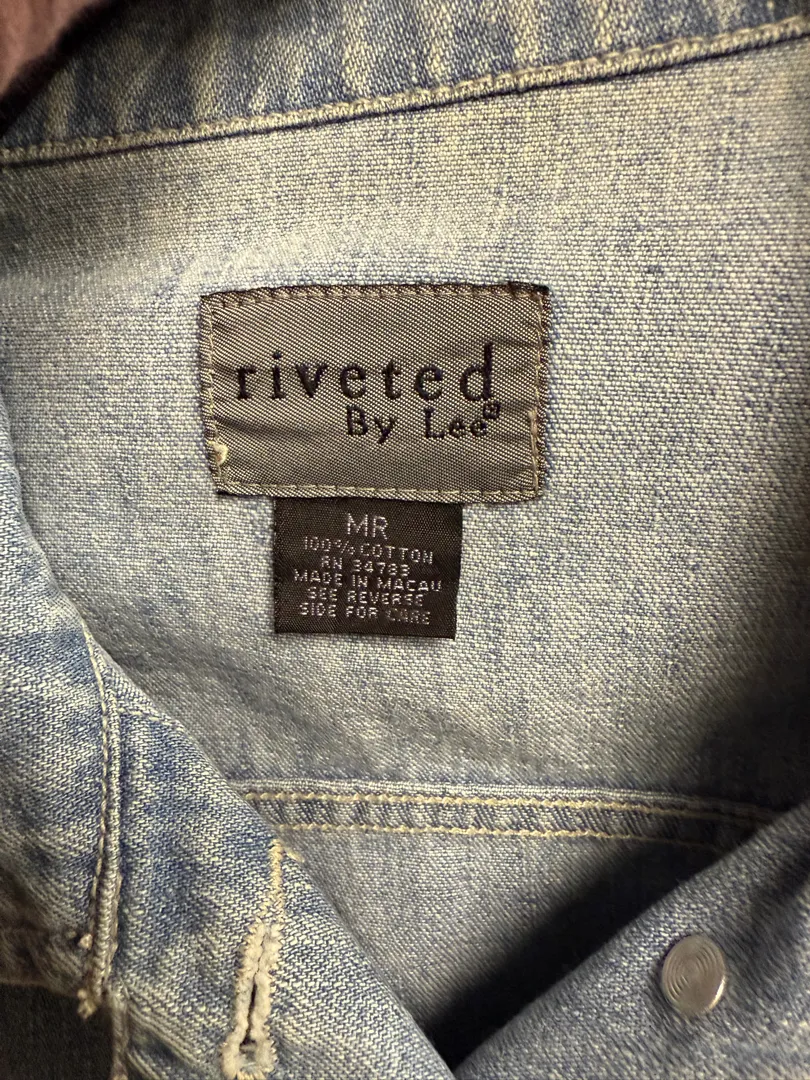 riveted
By Lee®
MR
100% COTTON
RN 34783
MADE IN MACAU
SEE REVERSE
SIDE FOR CARE